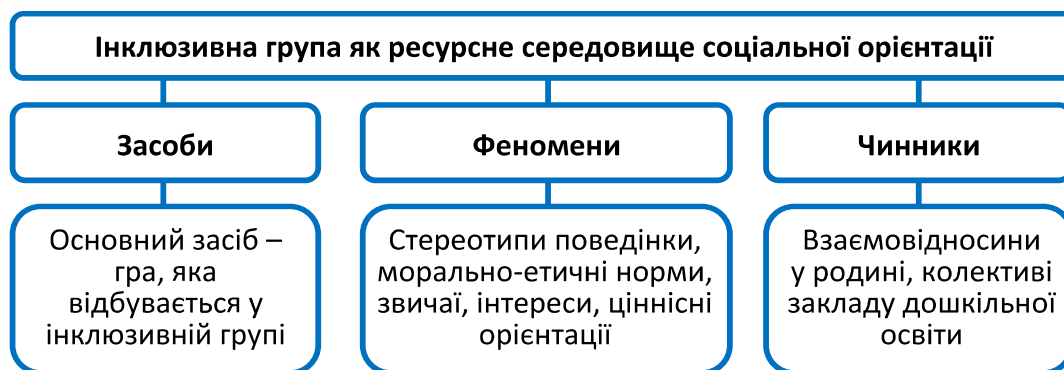 Інклюзивна група як ресурсне середовище соціальної орієнтації
Засоби
Феномени
Чинники
Основний засіб –
гра, яка
відбувається у
інклюзивній групі
Стереотипи поведінки,
морально-етичні норми,
звичаї, інтереси, ціннісні
орієнтації
Взаємовідносини
у родині, колективі
закладу дошкільної
освіти